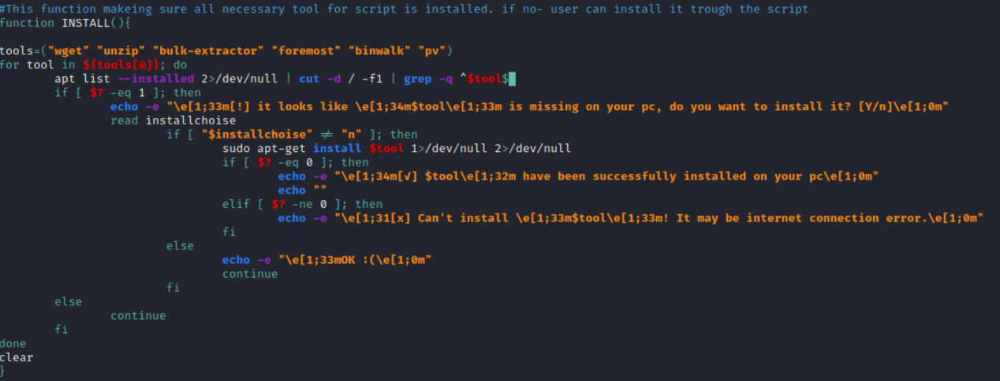 #This function makeing sure all necessary tool for script is installed. if no- user can install it trough the script
function INSTALL(){
tools=("wget" "unzip" "bulk-extractor" "foremost" "binwalk" "pv")
for tool in ${tools[@]}; do
apt list --installed 2>/dev/null | cut -d / -f1 | grep -q ^$tool$
if [ $? -eq 1 ]; then
echo -e "\e[1;33m[!] it looks like \e[1;34m$tool\e[1;33m is missing on your pc, do you want to install it? [Y/n]\e[1;0m"
read installchoise
if [ "$installchoise" != "n" ]; then
sudo apt-get install $tool 1>/dev/null 2>/dev/null
if [ $? -eq 0 ]; then
echo -e "\e[1;34m[√] $tool\e[1;32m have been successfully installed on your pc\e[1;0m"
echo ""
elif [ $? -ne 0 ]; then
echo -e "\e[1;31[x] Can't install \e[1;33m$tool\e[1;33m! It may be internet connection error.\e[1;0m"
fi
else
echo -e "\e[1;33mOK :(\e[1;0m"
continue
fi
else
continue
fi
done
clear
}